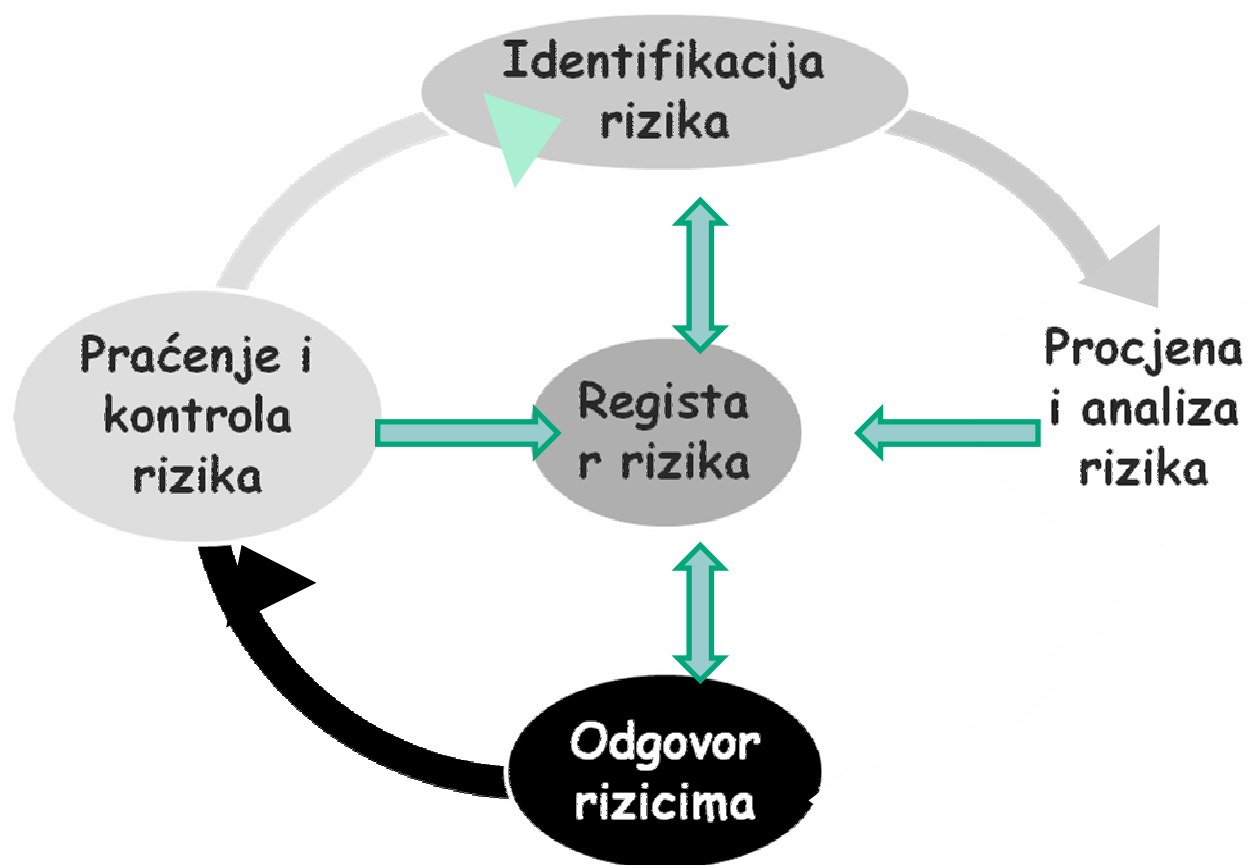 Identifikacija
rizika
Praćenje i
kontrola
rizika
Regista
r rizika
Procjena
i analiza
rizika
Odgovor
rizicima